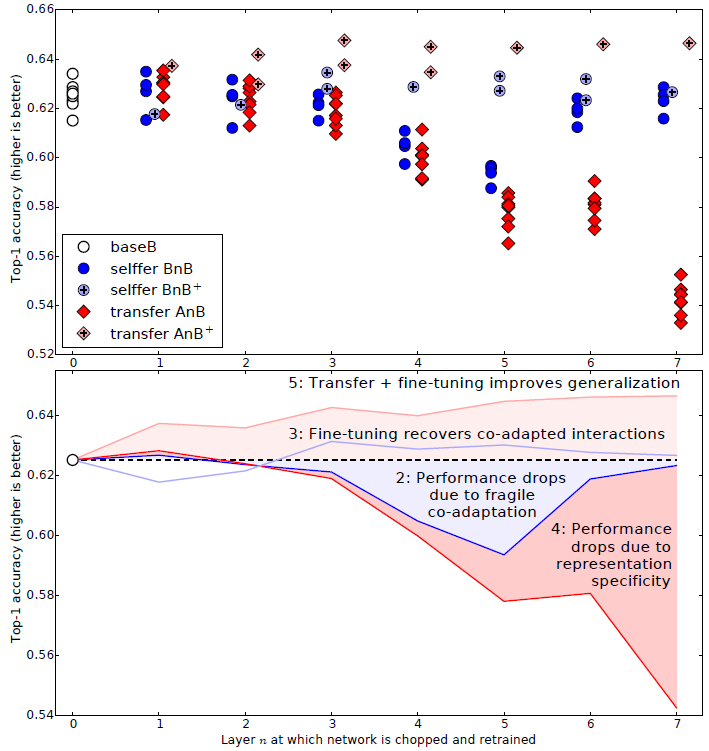 0.66
0.64
0.62
0.60
0.58
0.56
0.54
0.52
Top-1 accuracy (higher is better)
baseB
selffer BnB
selffer BnB+
transfer AnB
transfer AnB+
0 1 2 3 4 5 6 7
5: Transfer + fine-tuning improves generalization
3: Fine-tuning recovers co-adapted interactions
2: Performance drops
due to fragile
co-adaptation
4: Performance
drops due to
representation
specificity
0.64
0.62
0.60
0.58
0.56
0.54
Top-1 accuracy (higher is better)
0 1 2 3 4 5 6 7
Layer n at which network is chopped and retrained